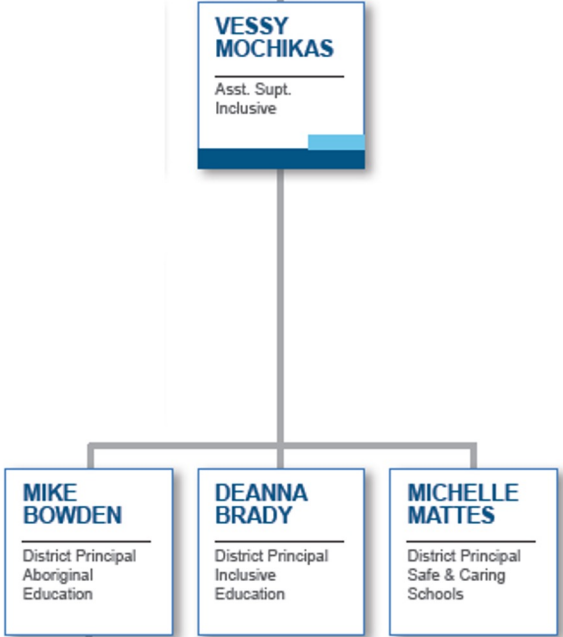 VESSY
MOCHIKAS
Asst. Supt.
Inclusive
MIKE
BOWDEN
District Principal
Aboriginal
Education
DEANNA
BRADY
District Principal
Inclusive
Education
MICHELLE
MATTES
District Principal
Safe & Caring
Schools